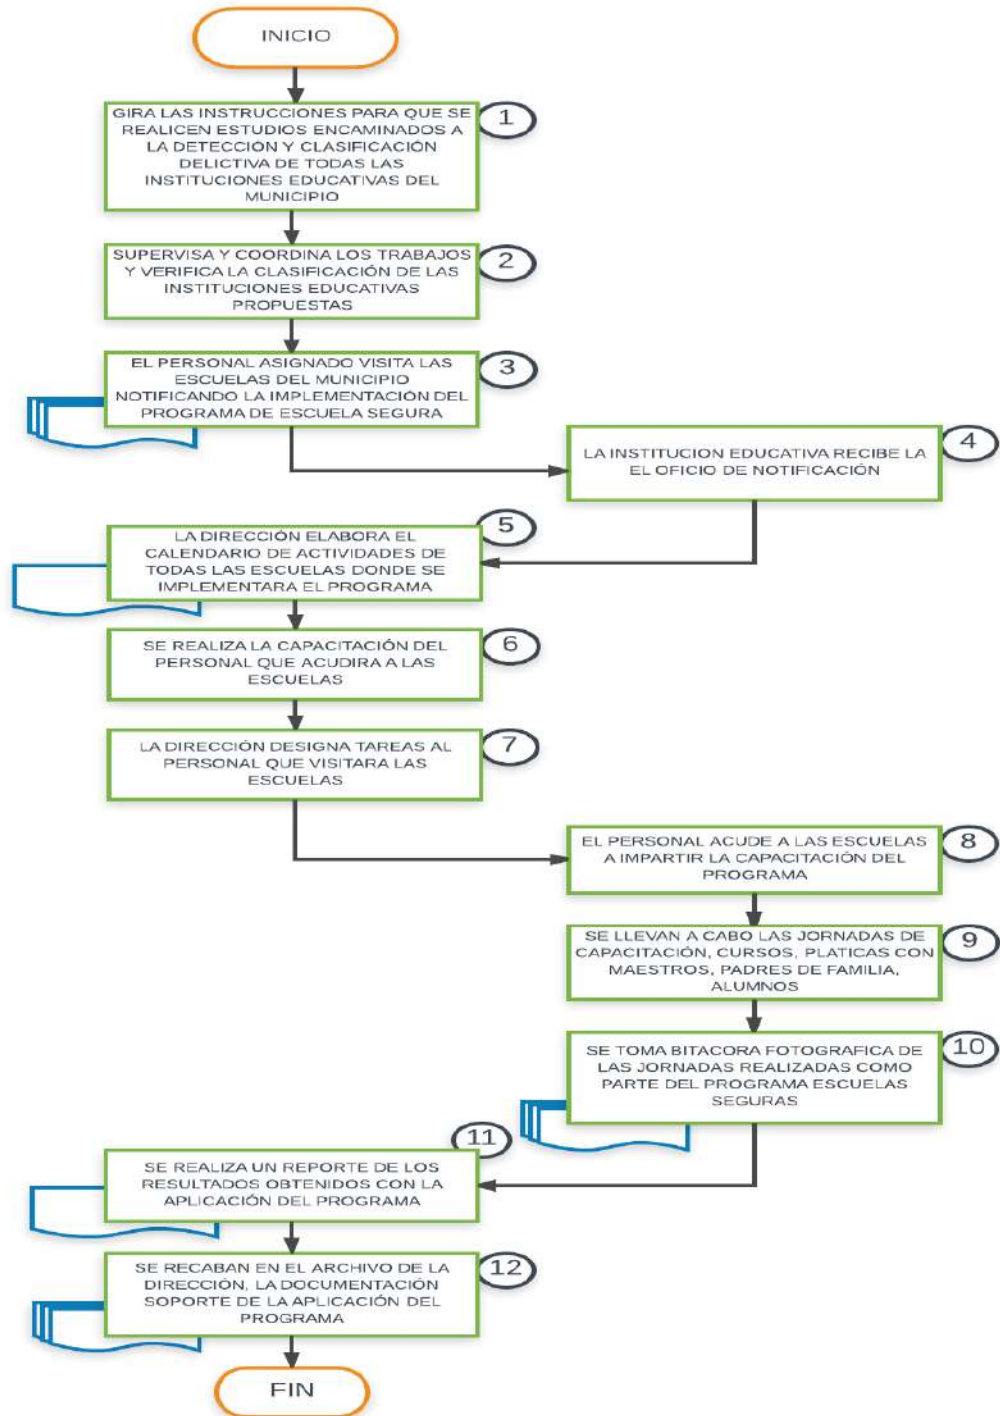 INICIO
1
GIRA LAS INSTRUCCIONES PARA QUE SE
REALICEN ESTUDIOS ENCAMINADOS A
LA DETECCIÓN Y CLASIFICACIÓN
DELICTIVA DE TODAS LAS
INSTITUCIONES EDUCATIVAS DEL
MUNICIPIO
2
SUPERVISA Y COORDINA LOS TRABAJOS
Y VERIFICA LA CLASIFICACIÓN DE LAS
INSTITUCIONES EDUCATIVAS
PROPUESTAS
3
EL PERSONAL ASIGNADO VISITA LAS
ESCUELAS DEL MUNICIPIO
NOTIFICANDO LA IMPLEMENTACIÓN DEL
PROGRAMA DE ESCUELA SEGURA
4
LA INSTITUCION EDUCATIVA RECIBE LA
EL OFICIO DE NOTIFICACIÓN
5
LA DIRECCIÓN ELABORA EL
CALENDARIO DE ACTIVIDADES DE
TODAS LAS ESCUELAS DONDE SE
IMPLEMENTARA EL PROGRAMA
6
SE REALIZA LA CAPACITACIÓN DEL
PERSONAL QUE ACUDIRA A LAS
ESCUELAS
7
LA DIRECCIÓN DESIGNA TAREAS AL
PERSONAL QUE VISITARA LAS
ESCUELAS
8
EL PERSONAL ACUDE A LAS ESCUELAS
A IMPARTIR LA CAPACITACIÓN DEL
PROGRAMA
9
SE LLEVAN A CABO LAS JORNADAS DE
CAPACITACIÓN, CURSOS, PLATICAS CON
MAESTROS, PADRES DE FAMILIA,
ALUMNOS
10
SE TOMA BITACORA FOTOGRAFICA DE
LAS JORNADAS REALIZADAS COMO
PARTE DEL PROGRAMA ESCUELAS
SEGURAS
11
SE REALIZA UN REPORTE DE LOS
RESULTADOS OBTENIDOS CON LA
APLICACIÓN DEL PROGRAMA
12
SE RECABAN EN EL ARCHIVO DE LA
DIRECCIÓN, LA DOCUMENTACIÓN
SOPORTE DE LA APLICACIÓN DEL
PROGRAMA
FIN